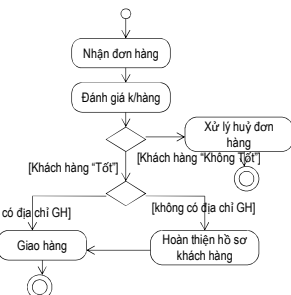 Nhận đơn hàng
Đánh giá k/hàng
Xử lý huỷ đơn
hàng
[Khách hàng “Không Tốt”]
[Khách hàng “Tốt”]
có địa chỉ GH]
[không có địa chỉ GH]
Giao hàng
Hoàn thiện hồ sơ
khách hàng